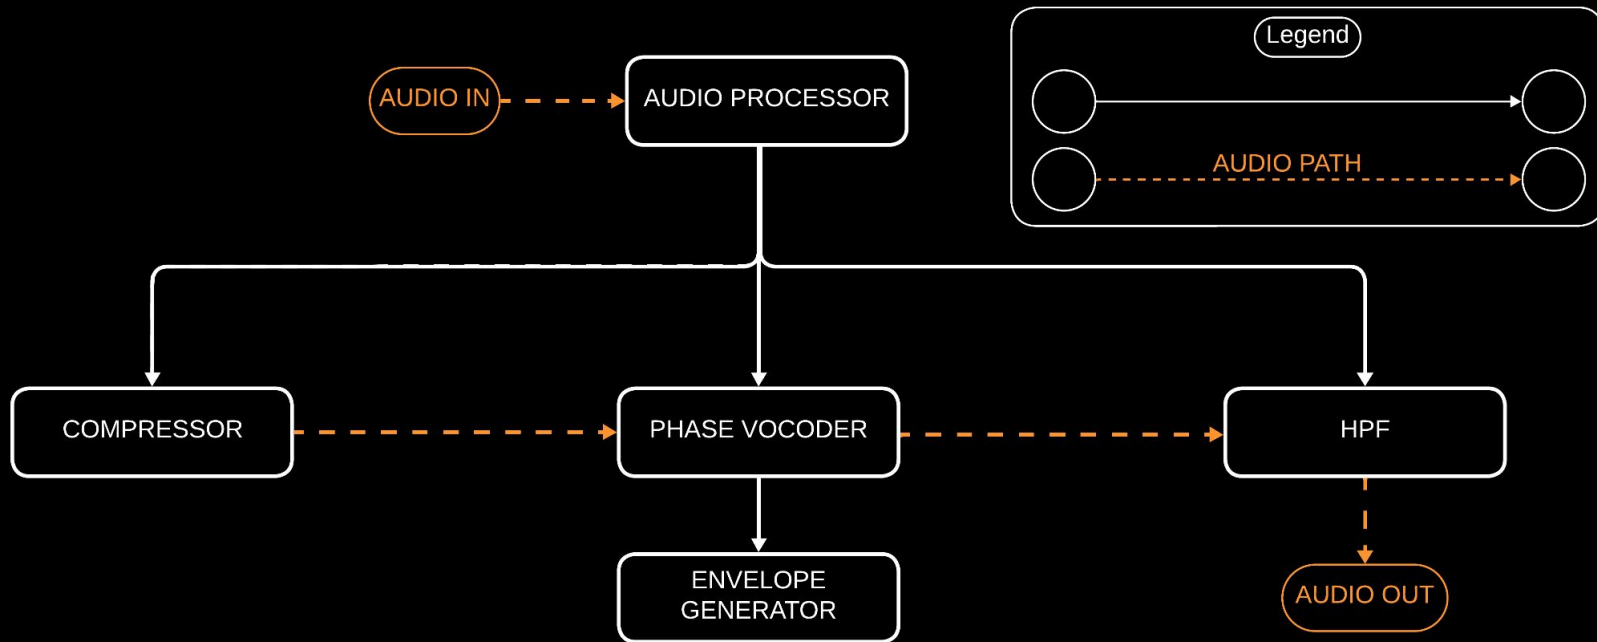 Legend
AUDIO IN
AUDIO PROCESSOR
AUDIO PATH
COMPRESSOR
PHASE VOCODER
HPF
ENVELOPE
GENERATOR
AUDIO OUT